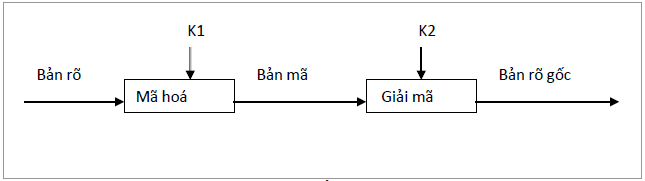 K1
K2
Bản rõ
Bản mã
Bản rõ gốc
Mã hoá
Giải mã